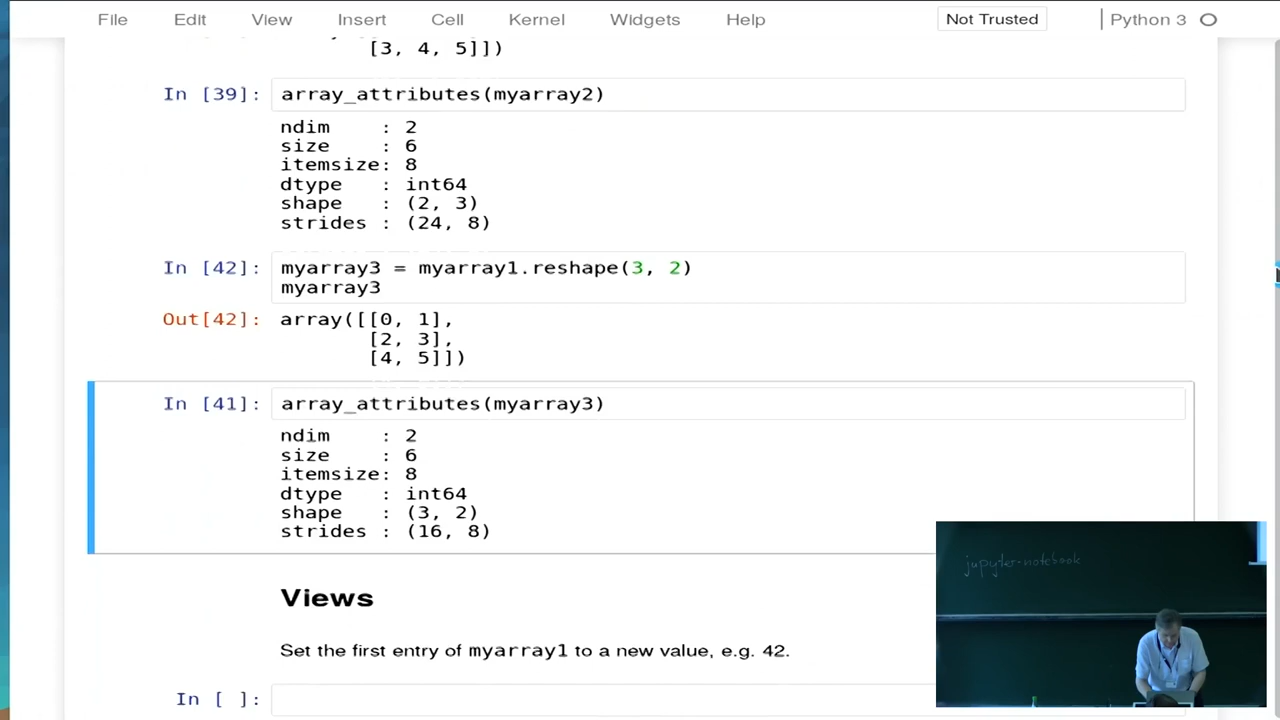 File Edit View Insert Cell Kernel Widgets Help Not Trusted Python 3
[3, 4, 5]])
In [39]: array_attributes(myarray2)
ndim : 2
size : 6
itemsize: 8
dtype : int64
shape : (2, 3)
strides : (24, 8)
In [42]: myarray3 = myarray1.reshape(3, 2)
myarray3
Out[42]: array([[0, 1],
[2, 3],
[4, 5]])
In [41]: array_attributes(myarray3)
ndim : 2
size : 6
itemsize: 8
dtype : int64
shape : (3, 2)
strides : (16, 8)
jupyter-notebook
Views
Set the first entry of myarray1 to a new value, e.g. 42.
In [ ]: